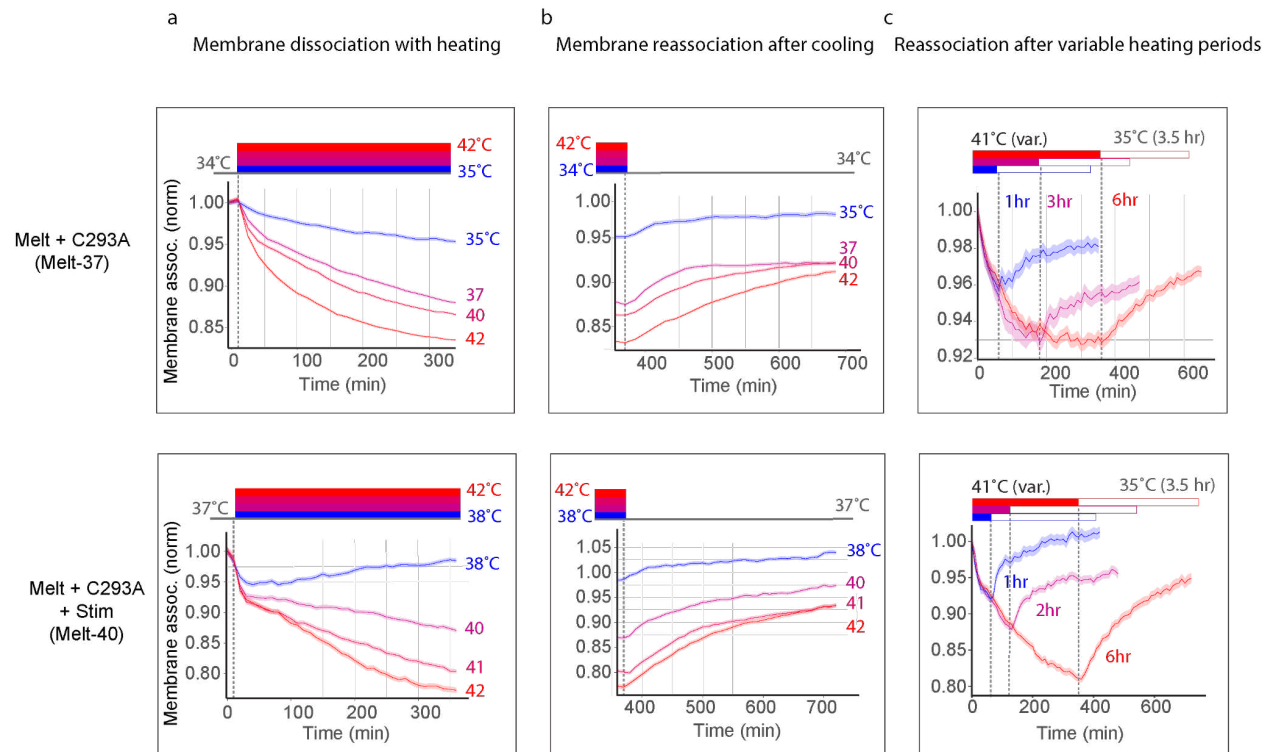 a
Membrane dissociation with heating
b
Membrane reassociation after cooling
c
Reassociation after variable heating periods
Melt + C293A
(Melt-37)
34˚C
42˚C
35˚C
Membrane assoc. (norm)
1.00
0.95
0.90
0.85
35˚C
37
40
42
0
100
200
300
Time (min)
42˚C
34˚C
34˚C
1.00
0.95
0.90
0.85
35˚C
37
40
42
400
500
600
700
Time (min)
41˚C (var.)
35˚C (3.5 hr)
1.00
0.98
0.96
0.94
0.92
1hr
3hr
6hr
0
200
400
600
Time (min)
Melt + C293A
+ Stim
(Melt-40)
37˚C
42˚C
38˚C
Membrane assoc. (norm)
1.00
0.95
0.90
0.85
0.80
38˚C
40
41
42
0
100
200
300
Time (min)
42˚C
38˚C
37˚C
1.05
1.00
0.95
0.90
0.85
0.80
38˚C
40
41
42
400
500
600
700
Time (min)
41˚C (var.)
35˚C (3.5 hr)
1.00
0.95
0.90
0.85
0.80
1hr
2hr
6hr
0
200
400
600
Time (min)